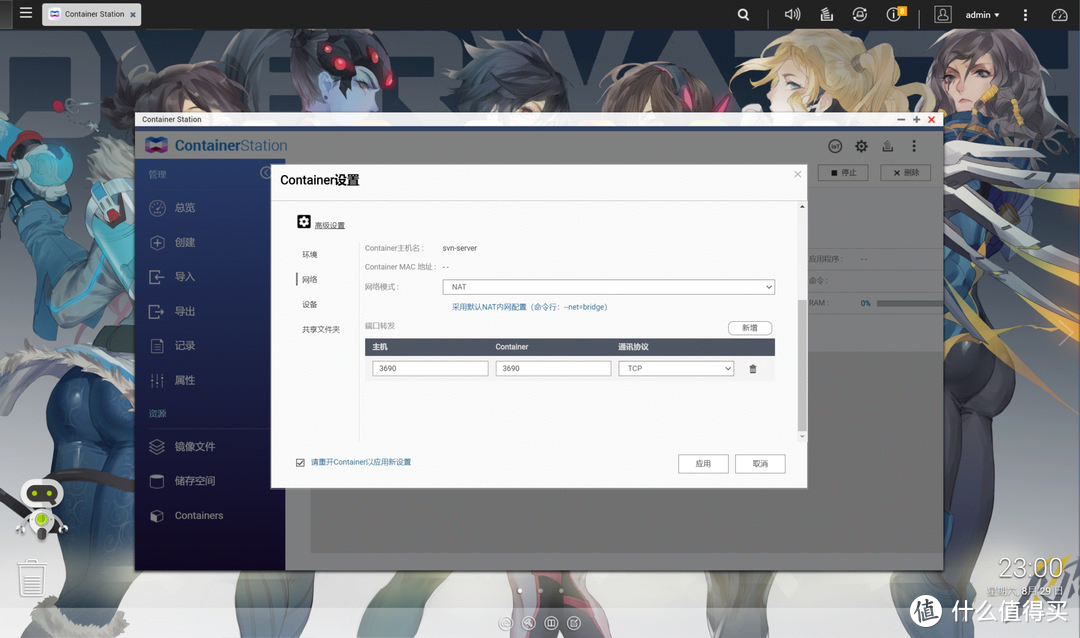 Container Station
8
admin
OVERWATCH
Container Station
ContainerStation
IoT
管理
总览
创建
导入
导出
记录
属性
资源
镜像文件
储存空间
Containers
停止
删除
应用程序: --
命令:
RAM:
0%
Container设置
高级设置
环境
网络
设备
共享文件夹
Container主机名: svn-server
Container MAC 地址: --
网络模式: NAT
采用默认NAT内网配置(命令行:--net=bridge)
端口转发
新增
主机 Container 通讯协议
3690 3690 TCP
请重开Container以应用新设置
应用
取消
23:00
星期六, 8月 29日
值 什么值得买